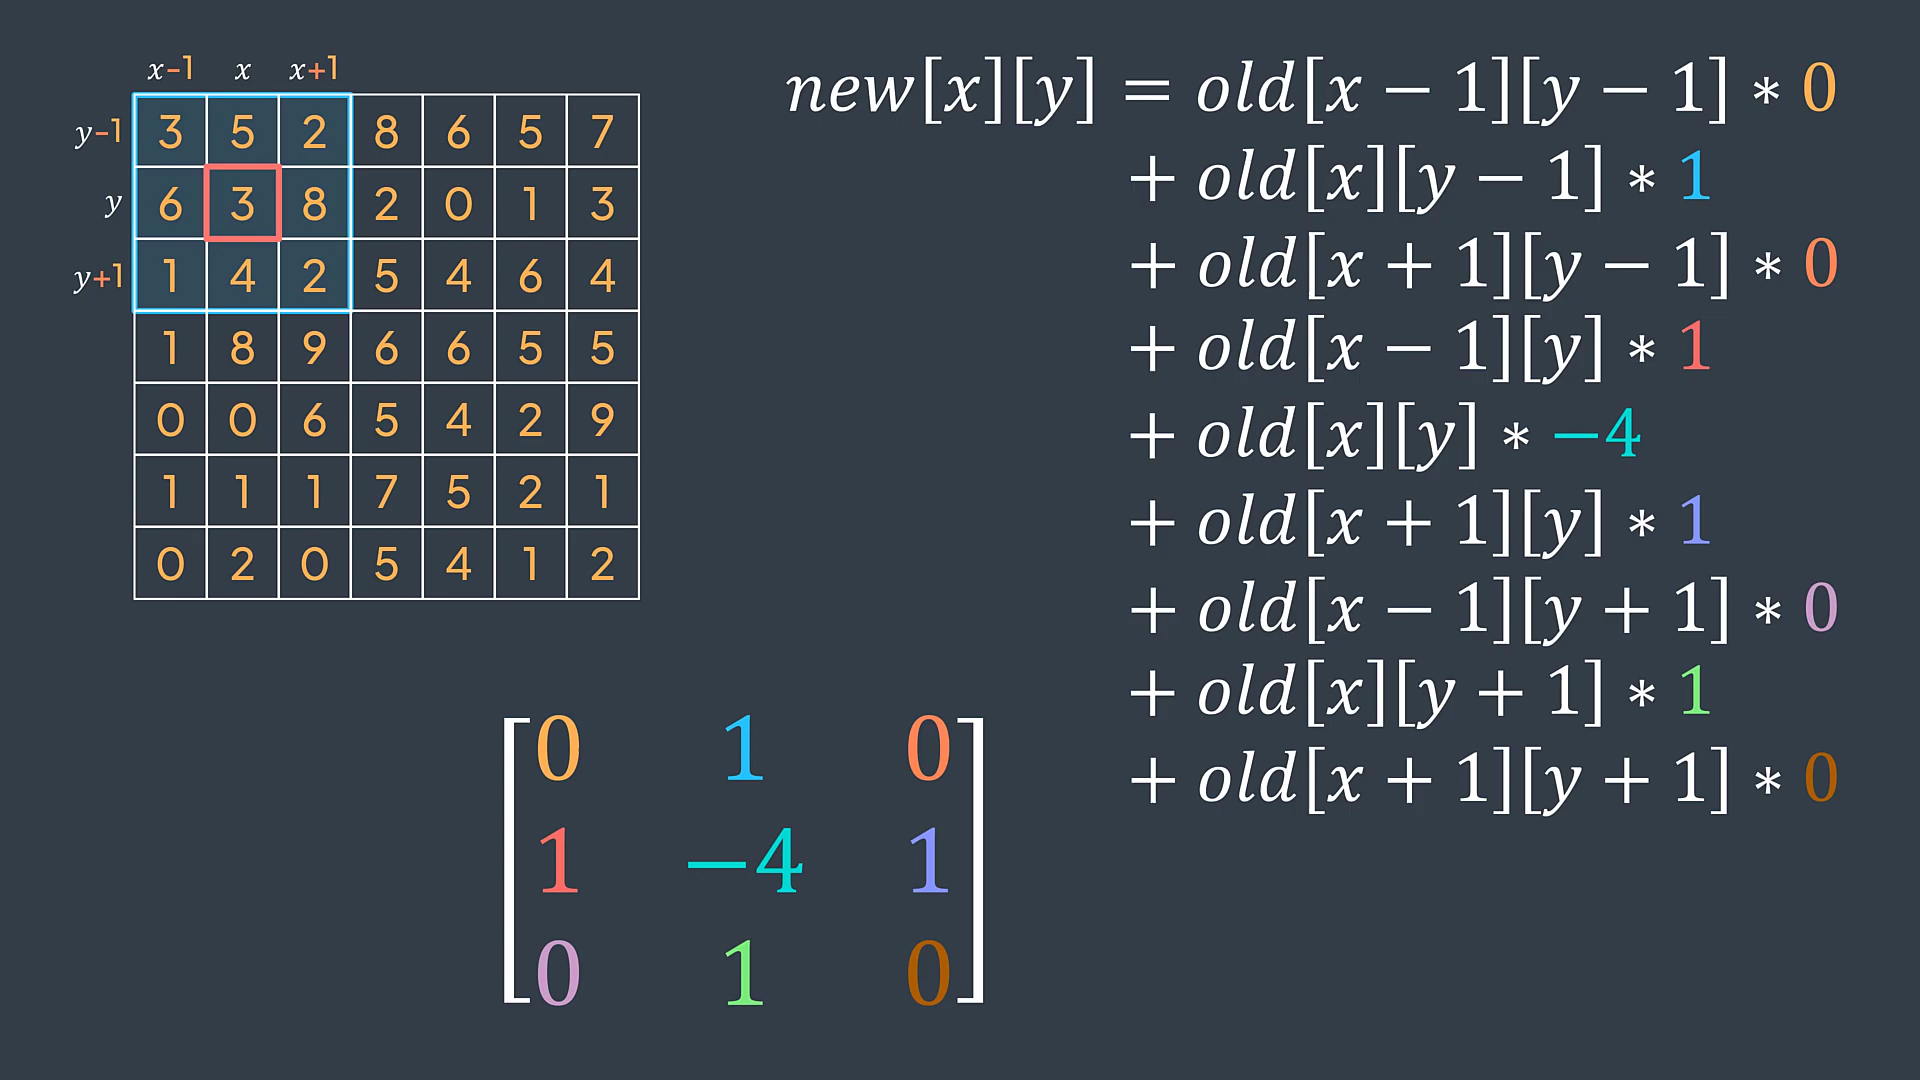 x-1 x x+1
y-1 3 5 2 8 6 5 7
y 6 3 8 2 0 1 3
y+1 1 4 2 5 4 6 4
1 8 9 6 6 5 5
0 0 6 5 4 2 9
1 1 1 7 5 2 1
0 2 0 5 4 1 2
new[x][y] = old[x − 1][y − 1] * 0
+ old[x][y − 1] * 1
+ old[x + 1][y − 1] * 0
+ old[x − 1][y] * 1
+ old[x][y] * −4
+ old[x + 1][y] * 1
+ old[x − 1][y + 1] * 0
+ old[x][y + 1] * 1
+ old[x + 1][y + 1] * 0
0 1 0
1 −4 1
0 1 0